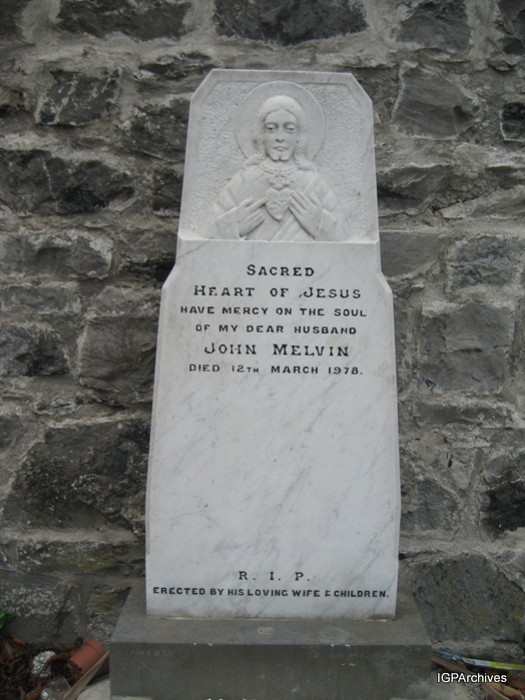 SACRED
HEART OF JESUS
HAVE MERCY ON THE SOUL
OF MY DEAR HUSBAND
JOHN MELVIN
DIED 12TH MARCH 1978.
R. I. P.
ERECTED BY HIS LOVING WIFE & CHILDREN.
IGPArchives